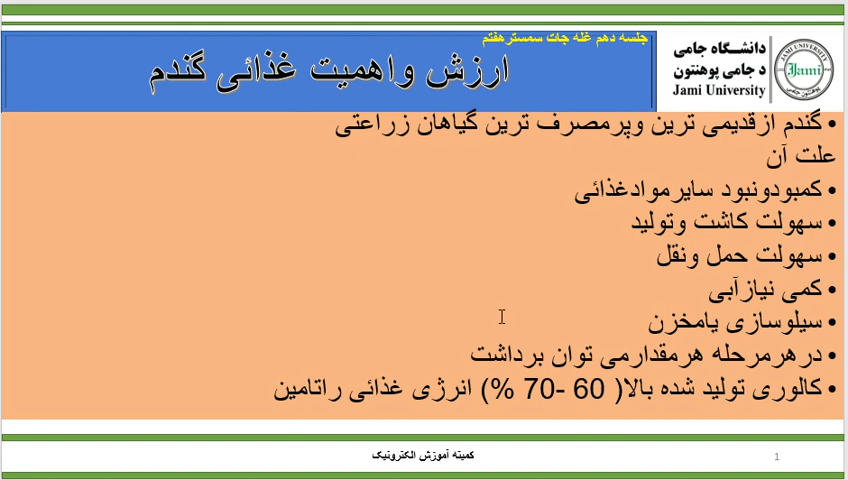 جلسه دهم غله جات سمسترهفتم
ارزش واهمیت غذائی گندم
دانشگاه جامی
د جامی پوهنتون
Jami University
JAMI UNIVERSITY
Jami
• گندم ازقدیمی ترین وپرمصرف ترین گیاهان زراعتی
علت آن
• کمبودونبود سایرموادغذائی
• سهولت کاشت وتولید
• سهولت حمل ونقل
• کمی نیازآبی
• سیلوسازی یامخزن
• درهرمرحله هرمقدارمی توان برداشت
• کالوری تولید شده بالا( 60 -70 %) انرژی غذائی راتامین
کمیته آموزش الکترونیک
1